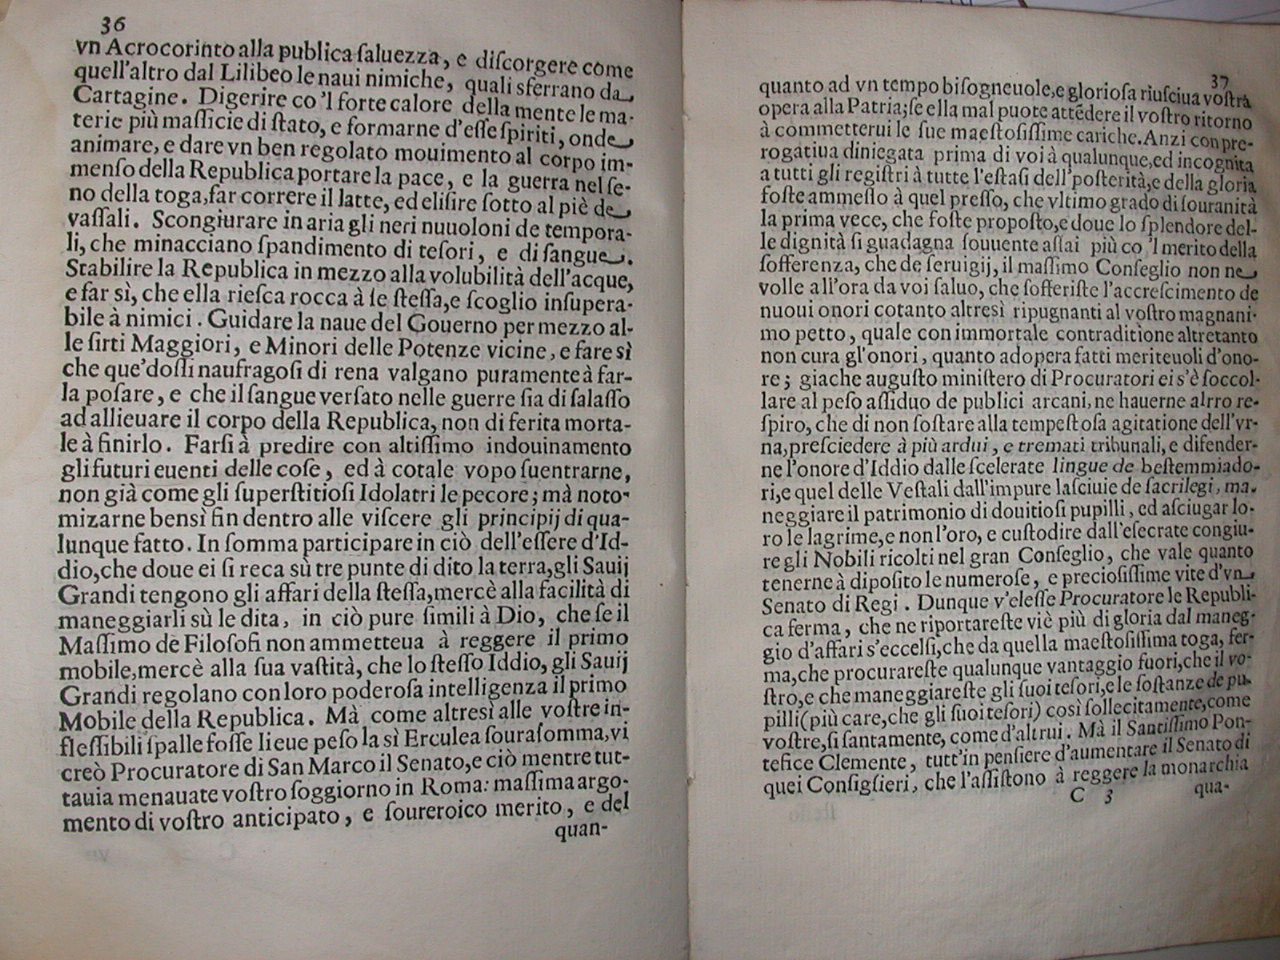 36
vn Acrocorinto alla publica ſaluezza, e diſcorgere come
quell'altro dal Lilibeo le naui nimiche, quali sferrano da
Cartagine. Digerire co 'l forte calore della mente le ma-
terie più maſſicie di ſtato, e formarne d'eſſe ſpiriti, onde
animare, e dare vn ben regolato mouimento al corpo im-
menſo della Republica portare la pace, e la guerra nel ſe-
no della toga, far correre il latte, ed eliſire ſotto al piè de
vaſſali. Scongiurare in aria gli neri nuuoloni de tempora-
li, che minacciano ſpandimento di teſori, e di ſangue.
Stabilire la Republica in mezzo alla volubilità dell'acque,
e far sì, che ella rieſca rocca à ſe ſteſſa, e ſcoglio inſupera-
bile à nimici. Guidare la naue del Gouerno per mezzo al-
le ſirti Maggiori, e Minori delle Potenze vicine, e fare sì
che que' doſſi naufragoſi di rena valgano puramente à far-
la poſare, e che il ſangue verſato nelle guerre ſia di ſalaſſo
ad allieuare il corpo della Republica, non di ferita morta-
le à finirlo. Farſi à predire con altiſſimo indouinamento
gli futuri euenti delle coſe, ed à cotale vopo ſuentrarne,
non già come gli ſuperſtitioſi Idolatri le pecore; mà noto-
mizarne bensì fin dentro alle viſcere gli principij di qua-
lunque fatto. In ſomma participare in ciò dell'eſſere d'Id-
dio, che doue ei ſi reca sù tre punte di dito la terra, gli Sauij
Grandi tengono gli affari della ſteſſa, mercè alla facilità di
maneggiarli sù le dita, in ciò pure ſimili à Dio, che ſe il
Maſſimo de Filoſofi non ammetteua à reggere il primo
mobile, mercè alla ſua vaſtità, che lo ſteſſo Iddio, gli Sauij
Grandi regolano con loro poderoſa intelligenza il primo
Mobile della Republica. Mà come altresì alle voſtre in-
fleſſibili ſpalle foſſe lieue peſo la sì Erculea ſouraſomma, vi
creò Procuratore di San Marco il Senato, e ciò mentre tut-
tauia menauate voſtro ſoggiorno in Roma: maſſima argo-
mento di voſtro anticipato, e ſoureroico merito, e del
quan-
37
quanto ad vn tempo biſogneuole, e glorioſa riuſciua voſtra
opera alla Patria; ſe ella mal puote attēdere il voſtro ritorno
à commetterui le ſue maeſtoſiſſime cariche. Anzi con pre-
rogatiua diniegata prima di voi à qualunque, ed incognita
a tutti gli regiſtri à tutte l'eſtaſi dell'poſterità, e della gloria
foſte ammeſſo à quel preſſo, che vltimo grado di ſouranità
la prima vece, che foſte propoſto, e doue lo ſplendore del-
le dignità ſi guadagna ſouuente aſſai più co 'l merito della
ſofferenza, che de ſeruigij, il maſſimo Conſeglio non ne
volle all'ora da voi ſaluo, che ſofferiſte l'accreſcimento de
nuoui onori cotanto altresì ripugnanti al voſtro magnani-
mo petto, quale con immortale contraditione altretanto
non cura gl'onori, quanto adopera fatti meriteuoli d'ono-
re; giache auguſto miniſtero di Procuratori ei s'è ſoccol-
lare al peſo aſſiduo de publici arcani, ne hauerne alrro re-
ſpiro, che di non ſoſtare alla tempeſtoſa agitatione dell'vr-
na, preſciedere à più ardui, e tremati tribunali, e difender-
ne l'onore d'Iddio dalle ſcelerate lingue de beſtemmiado-
ri, e quel delle Veſtali dall'impure laſciuie de ſacrilegi, ma-
neggiare il patrimonio di douitioſi pupilli, ed aſciugar lo-
ro le lagrime, e non l'oro, e cuſtodire dall'eſecrate congiu-
re gli Nobili ricolti nel gran Conſeglio, che vale quanto
tenerne à dipoſito le numeroſe, e precioſiſſime vite d'vn
Senato di Regi. Dunque v'eleſſe Procuratore le Republi-
ca ferma, che ne riportareſte viè più di gloria dal maneg-
gio d'affari s'eccelſi, che da quella maeſtoſiſſima toga, fer-
ma, che procurareſte qualunque vantaggio fuori, che il vo-
ſtro, e che maneggiareſte gli ſuoi teſori, e le ſoſtanze de pu-
pilli (più care, che gli ſuoi teſori) così ſollecitamente, come
voſtre, ſi ſantamente, come d'altrui. Mà il Santiſſimo Pon-
tefice Clemente, tutt'in penſiere d'aumentare il Senato di
quei Conſiglieri, che l'aſſiſtono à reggere la monarchia
C 3
qua-